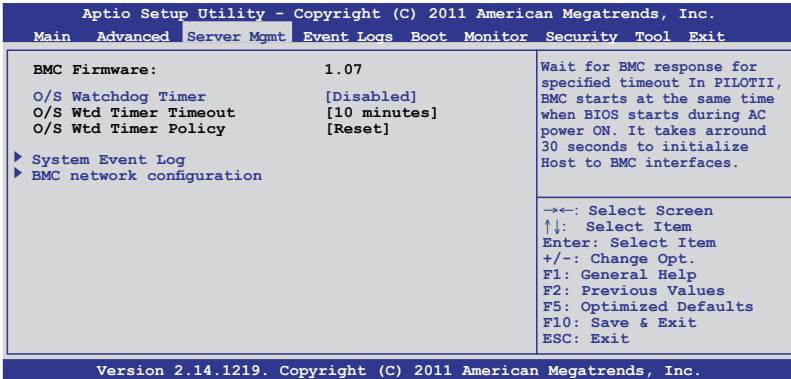 Aptio Setup Utility - Copyright (C) 2011 American Megatrends, Inc.
Main Advanced Server Mgmt Event Logs Boot Monitor Security Tool Exit
BMC Firmware: 1.07
O/S Watchdog Timer [Disabled]
O/S Wtd Timer Timeout [10 minutes]
O/S Wtd Timer Policy [Reset]
System Event Log
BMC network configuration
Wait for BMC response for
specified timeout In PILOTII,
BMC starts at the same time
when BIOS starts during AC
power ON. It takes arround
30 seconds to initialize
Host to BMC interfaces.
→←: Select Screen
↑↓: Select Item
Enter: Select Item
+/-: Change Opt.
F1: General Help
F2: Previous Values
F5: Optimized Defaults
F10: Save & Exit
ESC: Exit
Version 2.14.1219. Copyright (C) 2011 American Megatrends, Inc.